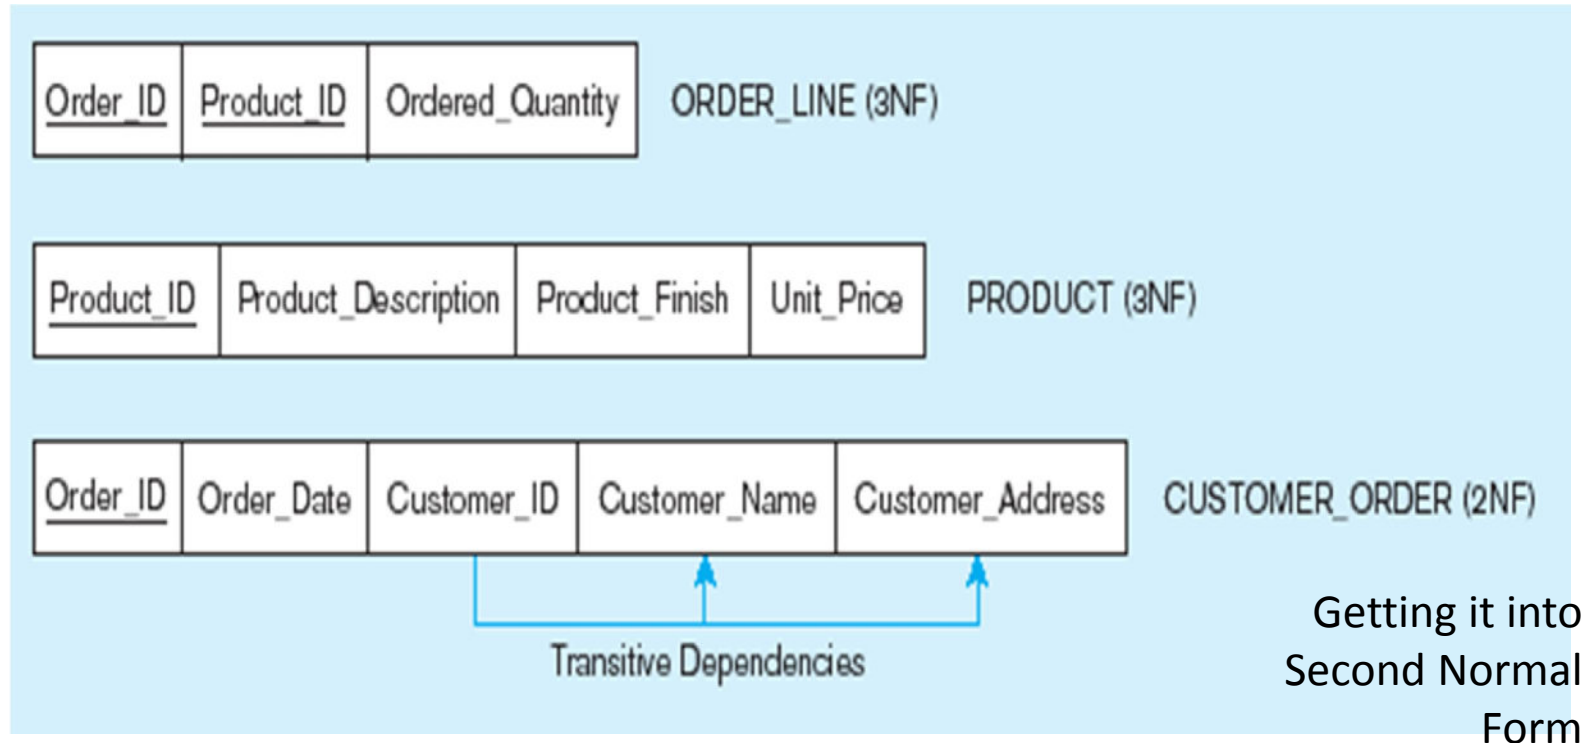 Order_ID Product_ID Ordered_Quantity ORDER_LINE (3NF)
Product_ID Product_Description Product_Finish Unit_Price PRODUCT (3NF)
Order_ID Order_Date Customer_ID Customer_Name Customer_Address CUSTOMER_ORDER (2NF)
Transitive Dependencies
Getting it into
Second Normal
Form